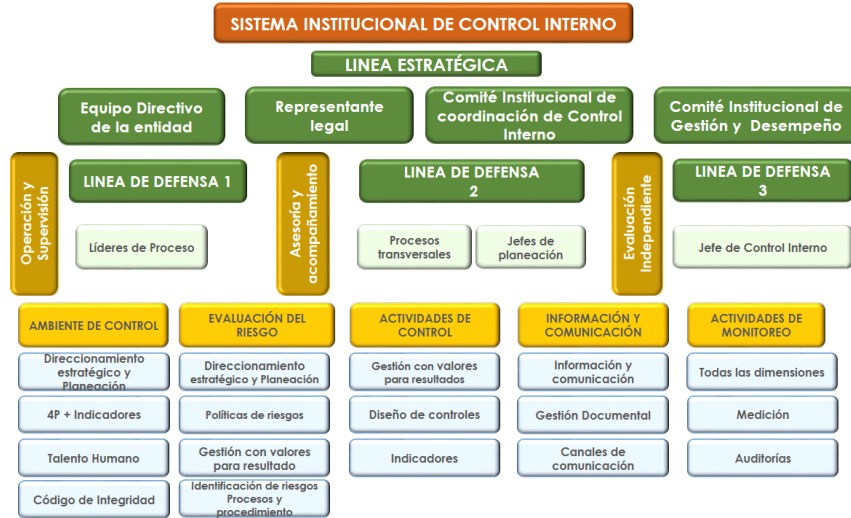 SISTEMA INSTITUCIONAL DE CONTROL INTERNO
LINEA ESTRATÉGICA
Equipo Directivo
de la entidad
Representante
legal
Comité Institucional de
coordinación de Control
Interno
Comité Institucional de
Gestión y Desempeño
Operación y
Supervisión
LINEA DE DEFENSA 1
Líderes de Proceso
Asesoría y
acompañamiento
LINEA DE DEFENSA
2
Procesos
transversales
Jefes de
planeación
Evaluación
Independiente
LINEA DE DEFENSA
3
Jefe de Control Interno
AMBIENTE DE CONTROL
Direccionamiento
estratégico y
Planeación
4P + Indicadores
Talento Humano
Código de Integridad
EVALUACIÓN DEL
RIESGO
Direccionamiento
estratégico y Planeación
Políticas de riesgos
Gestión con valores
para resultado
Identificación de riesgos
Procesos y
procedimiento
ACTIVIDADES DE
CONTROL
Gestión con valores
para resultados
Diseño de controles
Indicadores
INFORMACIÓN Y
COMUNICACIÓN
Información y
comunicación
Gestión Documental
Canales de
comunicación
ACTIVIDADES DE
MONITOREO
Todas las dimensiones
Medición
Auditorías